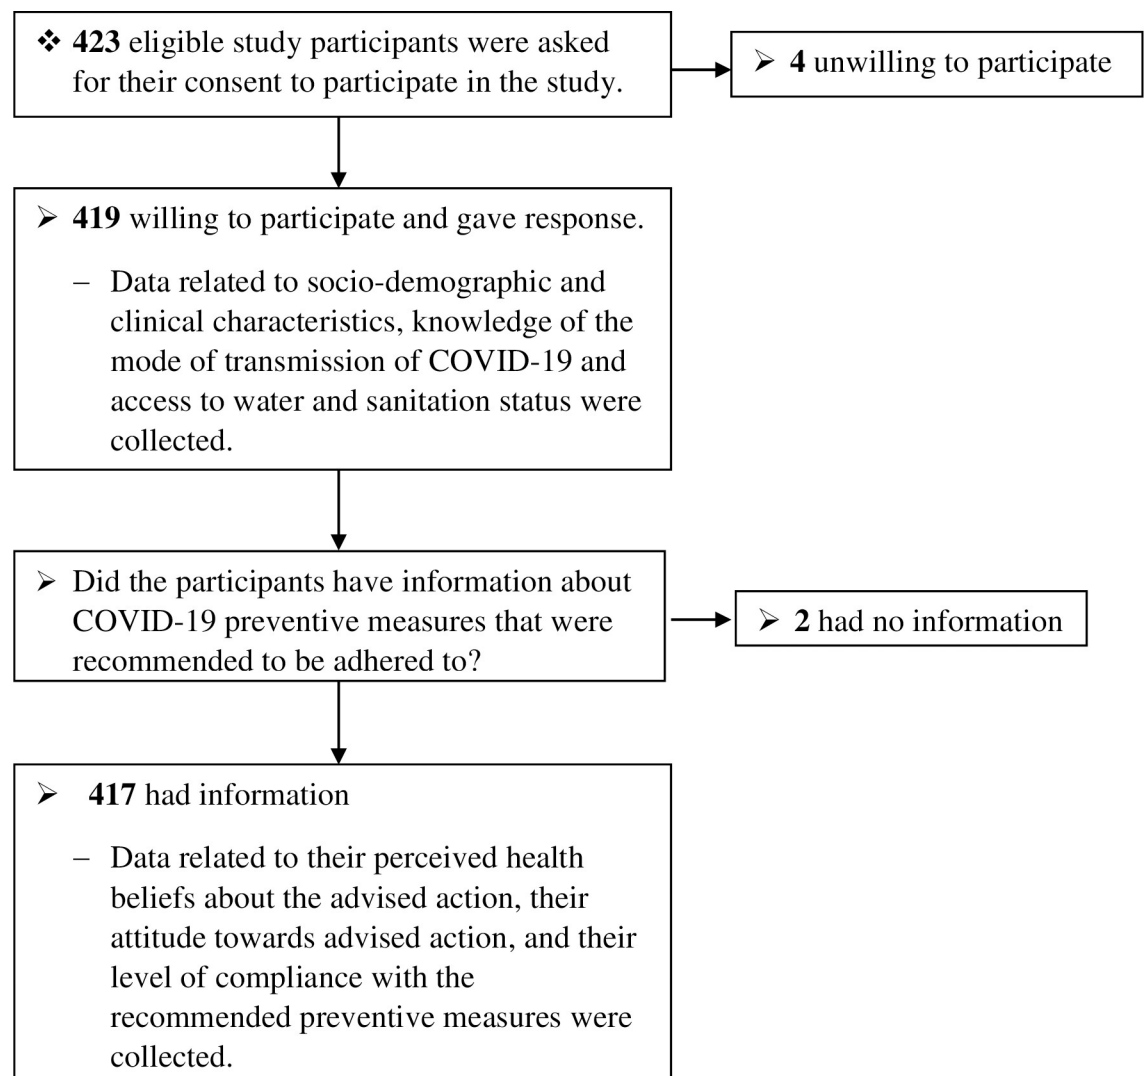 ❖ 423 eligible study participants were asked
for their consent to participate in the study.
➢ 4 unwilling to participate
➢ 419 willing to participate and gave response.
– Data related to socio-demographic and
clinical characteristics, knowledge of the
mode of transmission of COVID-19 and
access to water and sanitation status were
collected.
➢ Did the participants have information about
COVID-19 preventive measures that were
recommended to be adhered to?
➢ 2 had no information
➢ 417 had information
– Data related to their perceived health
beliefs about the advised action, their
attitude towards advised action, and their
level of compliance with the
recommended preventive measures were
collected.